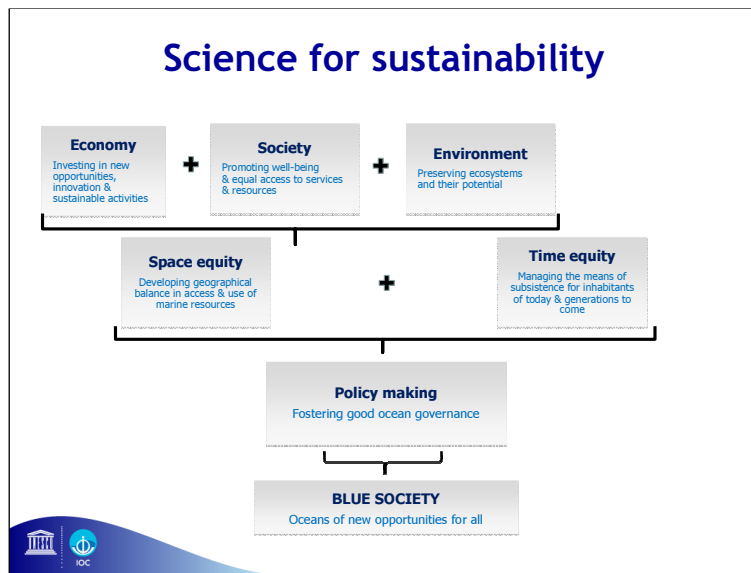 Science for sustainability
Economy
Investing in new
opportunities,
innovation &
sustainable activities
+
Society
Promoting well-being
& equal access to services
& resources
+
Environment
Preserving ecosystems
and their potential
Space equity
Developing geographical
balance in access & use of
marine resources
+
Time equity
Managing the means of
subsistence for inhabitants
of today & generations to
come
Policy making
Fostering good ocean governance
BLUE SOCIETY
Oceans of new opportunities for all
IOC